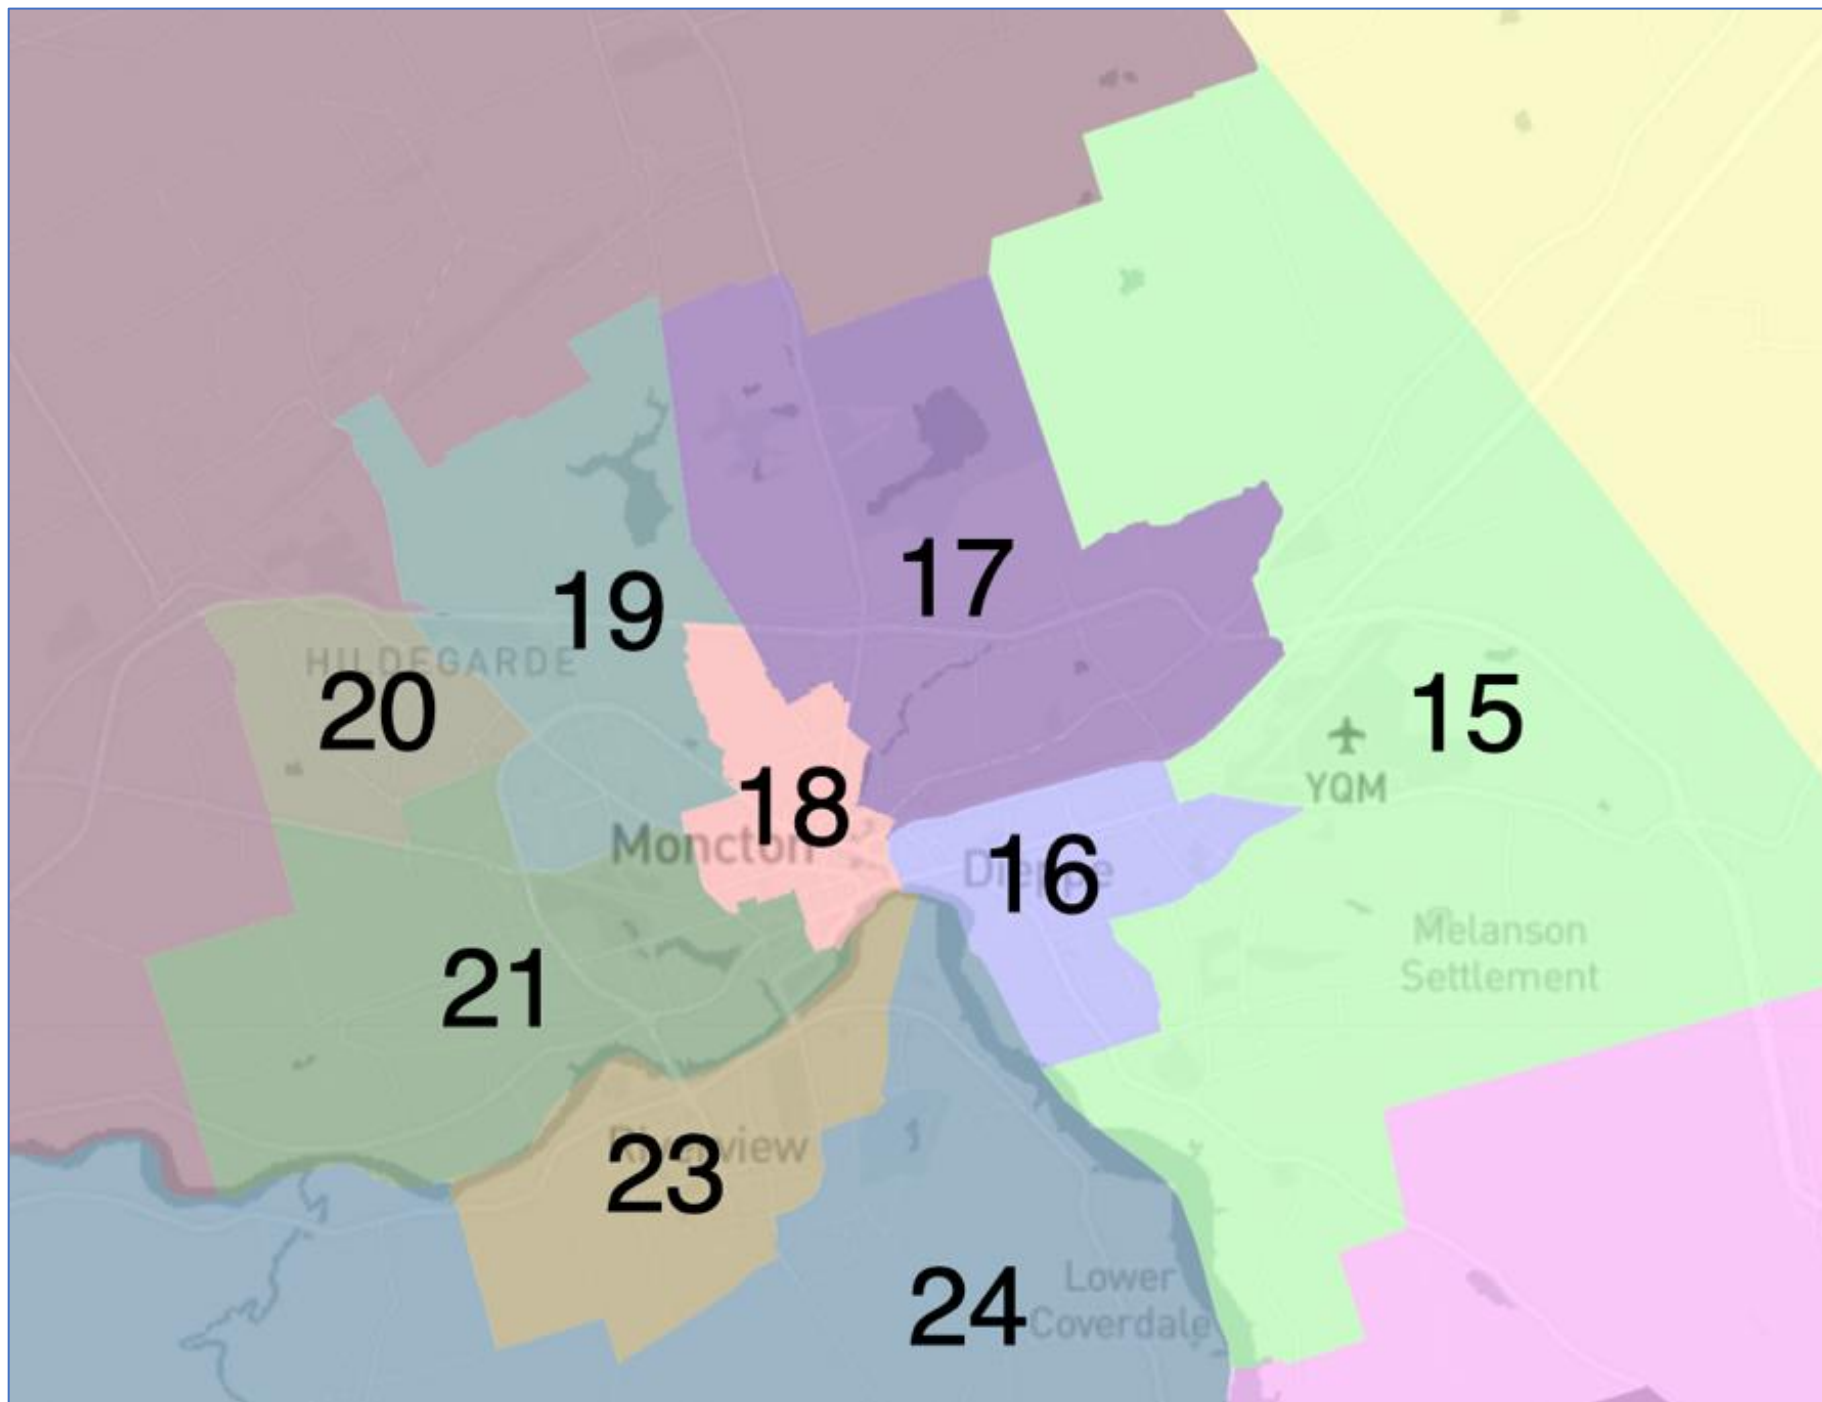 17
19
HILDEGARDE
20
15
YQM
18
Moncton
16
Dieppe
Melanson
Settlement
21
Riverview
23
24
Lower
Coverdale